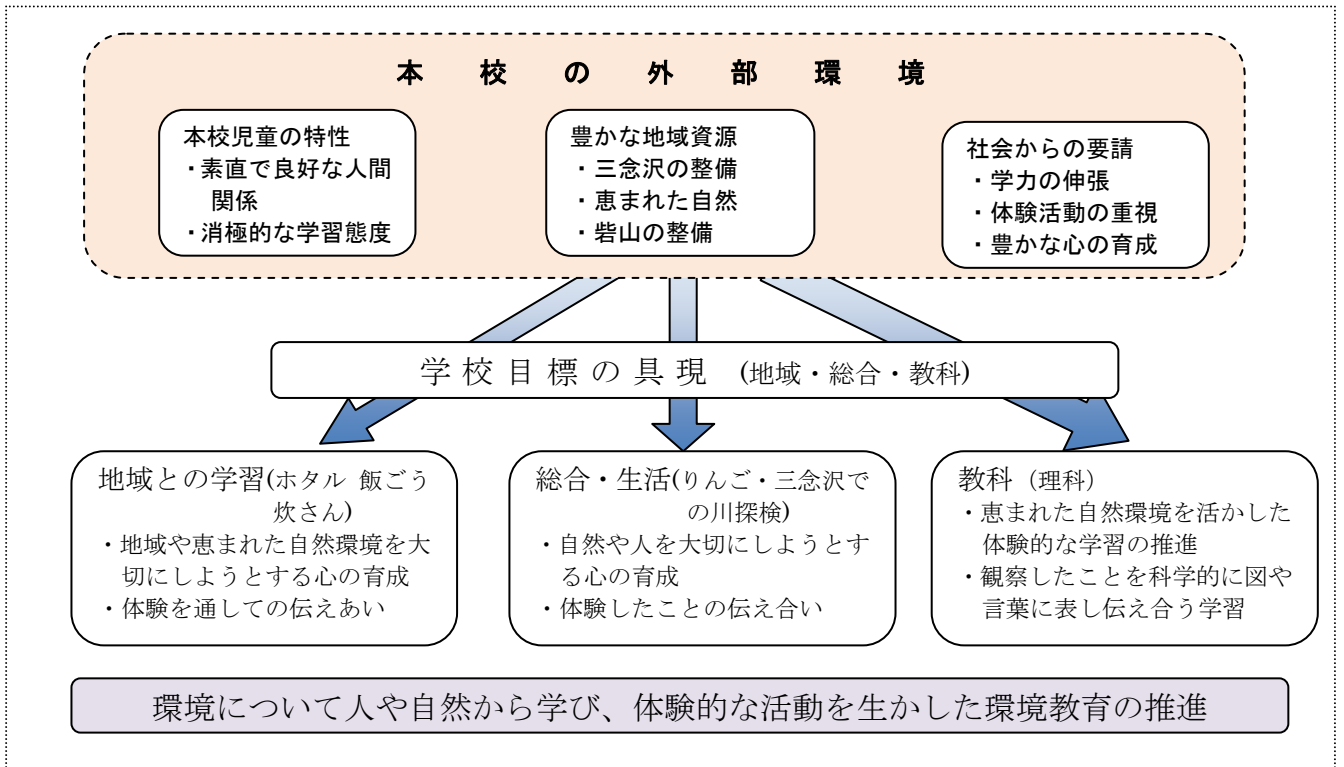 本校の外部環境
本校児童の特性
・素直で良好な人間
関係
・消極的な学習態度
豊かな地域資源
・三念沢の整備
・恵まれた自然
・砦山の整備
社会からの要請
・学力の伸張
・体験活動の重視
・豊かな心の育成
学校目標の具現 (地域・総合・教科)
地域との学習(ホタル 飯ごう
炊さん)
・地域や恵まれた自然環境を大
切にしようとする心の育成
・体験を通しての伝えあい
総合・生活(りんご・三念沢で
の川探検)
・自然や人を大切にしようとす
る心の育成
・体験したことの伝え合い
教科 (理科)
・恵まれた自然環境を活かした
体験的な学習の推進
・観察したことを科学的に図や
言葉に表し伝え合う学習
環境について人や自然から学び、体験的な活動を生かした環境教育の推進